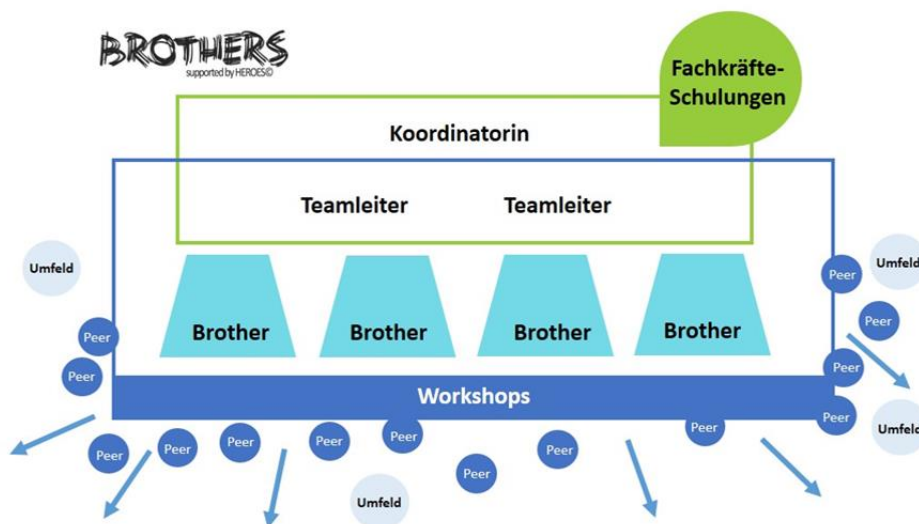 BROTHERS
supported by HEROES©
Fachkräfte-
Schulungen
Koordinatorin
Teamleiter
Teamleiter
Umfeld
Umfeld
Peer
Peer
Brother
Brother
Brother
Brother
Peer
Peer
Peer
Workshops
Umfeld
Peer
Peer
Peer
Peer
Peer
Peer
Peer
Peer
Peer
Umfeld